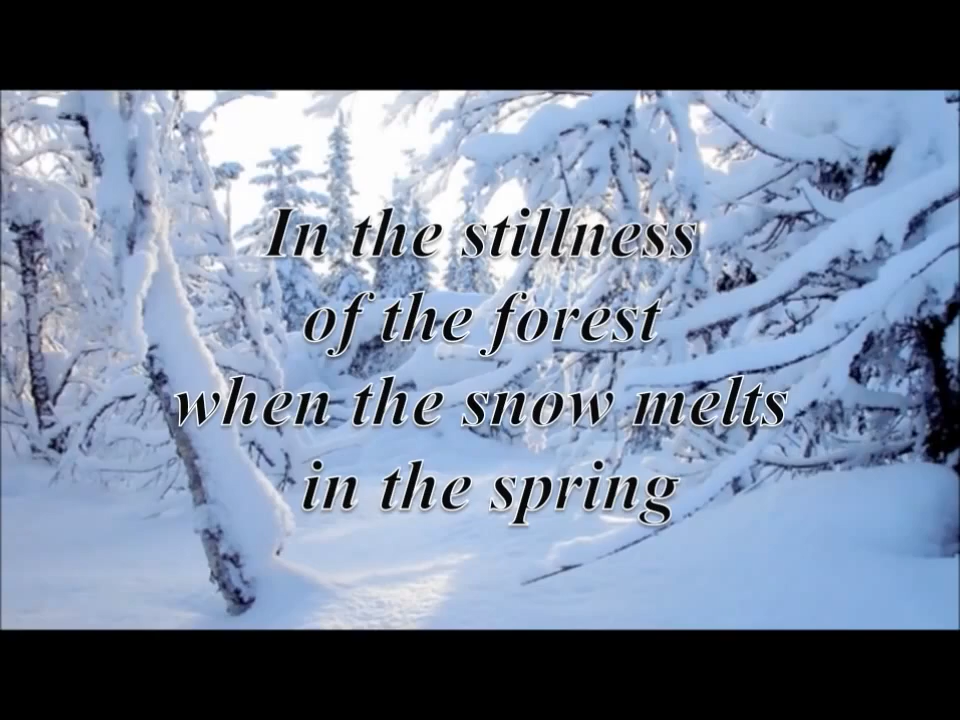 In the stillness
of the forest
when the snow melts
in the spring